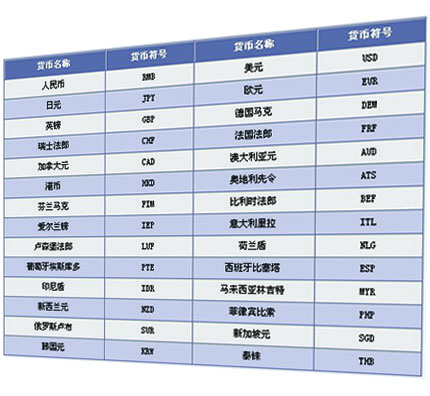 货币名称 货币符号 货币名称 货币符号
人民币 RMB 美元 USD
日元 JPY 欧元 EUR
英镑 GBP 德国马克 DEM
瑞士法郎 CHF 法国法郎 FRF
加拿大元 CAD 澳大利亚元 AUD
港币 HKD 奥地利先令 ATS
芬兰马克 FIM 比利时法郎 BEF
爱尔兰镑 IEP 意大利里拉 ITL
卢森堡法郎 LUF 荷兰盾 NLG
葡萄牙埃斯库多 PTE 西班牙比塞塔 ESP
印尼盾 IDR 马来西亚林吉特 MYR
新西兰元 NZD 菲律宾比索 PHP
俄罗斯卢布 SUR 新加坡元 SGD
韩国元 KRW 泰铢 THB